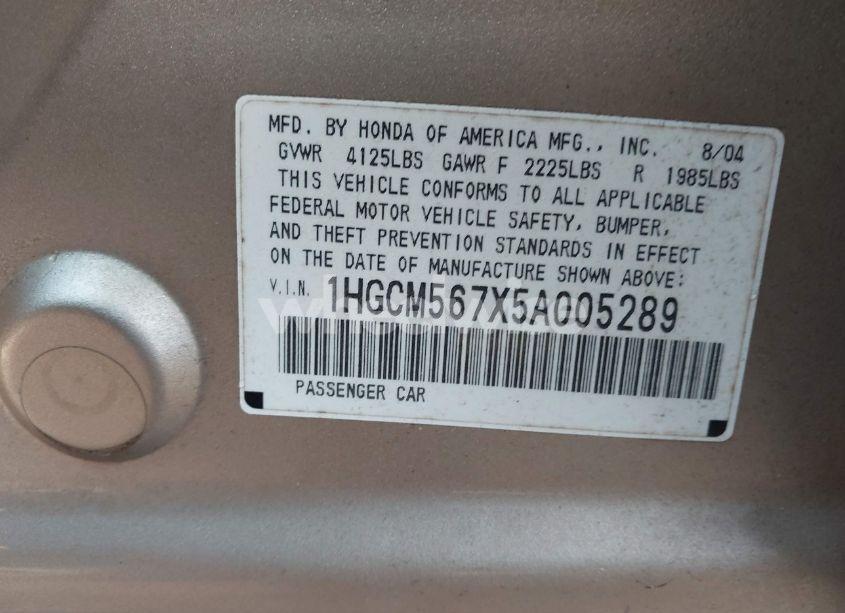 MFD. BY HONDA OF AMERICA MFG., INC. 8/04
GVWR 4125LBS GAWR F 2225LBS R 1985LBS
THIS VEHICLE CONFORMS TO ALL APPLICABLE
FEDERAL MOTOR VEHICLE SAFETY, BUMPER,
AND THEFT PREVENTION STANDARDS IN EFFECT
ON THE DATE OF MANUFACTURE SHOWN ABOVE:
V.I.N. 1HGCM567X5A005289
PASSENGER CAR